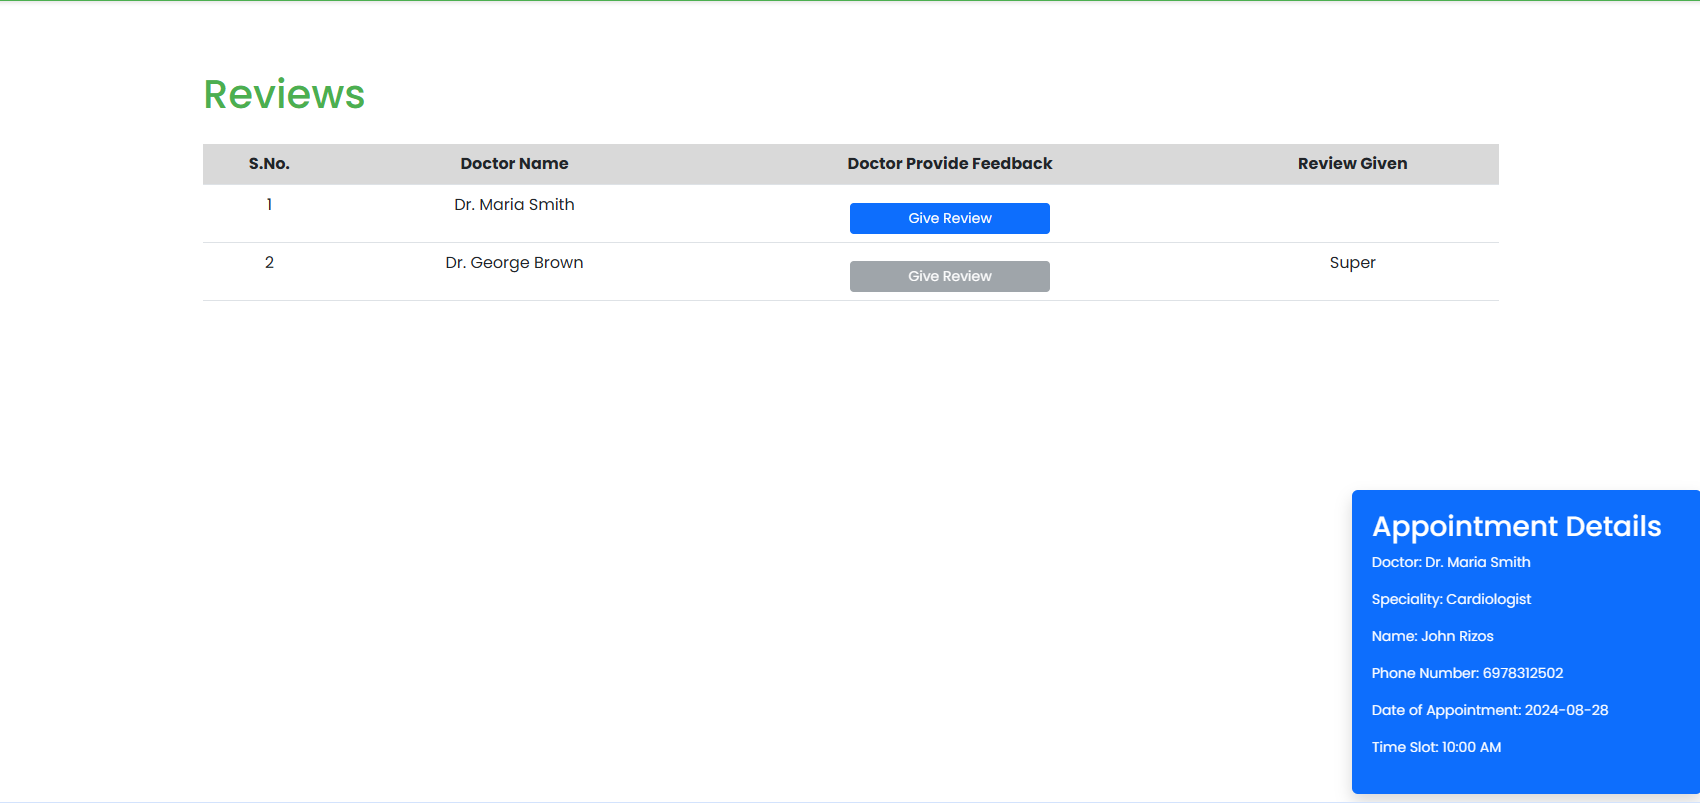 Reviews
S.No. Doctor Name Doctor Provide Feedback Review Given
1 Dr. Maria Smith Give Review
2 Dr. George Brown Give Review Super
Appointment Details
Doctor: Dr. Maria Smith
Speciality: Cardiologist
Name: John Rizos
Phone Number: 6978312502
Date of Appointment: 2024-08-28
Time Slot: 10:00 AM